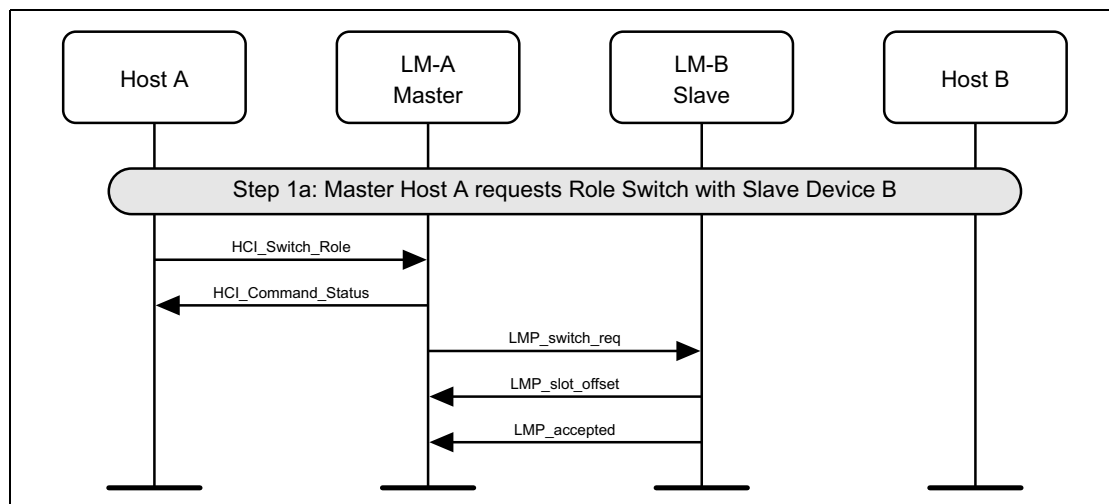 Host A
LM-A
Master
LM-B
Slave
Host B
Step 1a: Master Host A requests Role Switch with Slave Device B
HCI_Switch_Role
HCI_Command_Status
LMP_switch_req
LMP_slot_offset
LMP_accepted